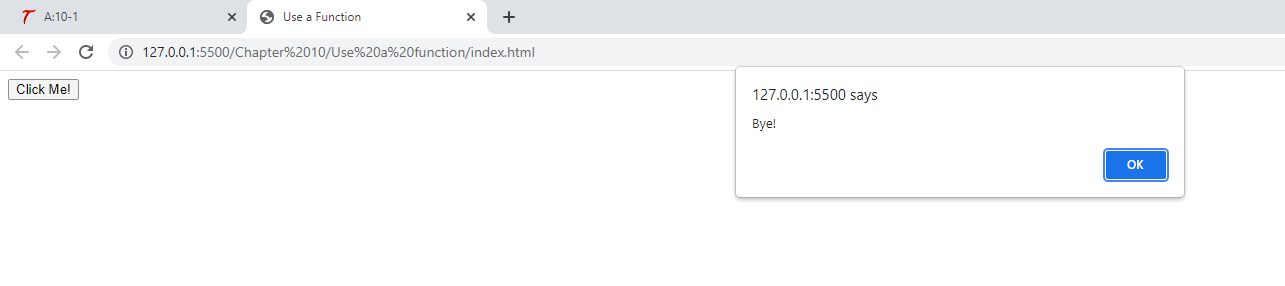 A:10-1
Use a Function
127.0.0.1:5500/Chapter%2010/Use%20a%20function/index.html
Click Me!
127.0.0.1:5500 says
Bye!
OK